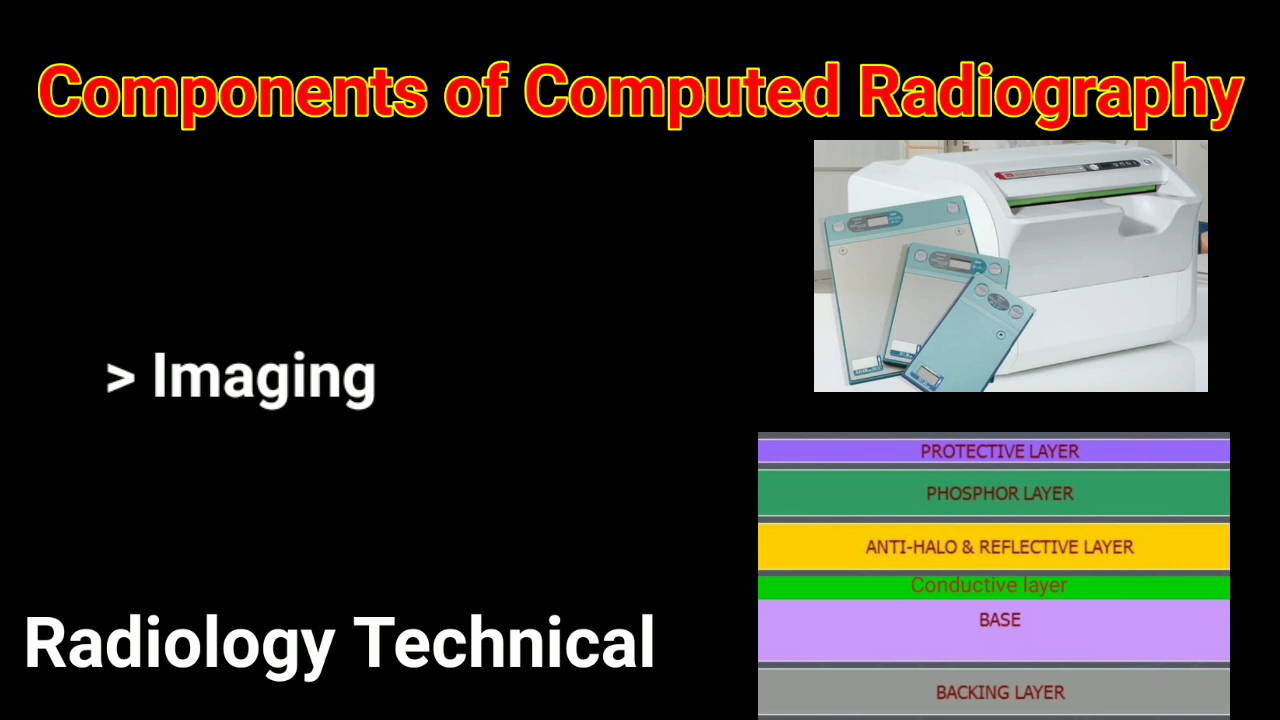 Components of Computed Radiography
> Imaging
Radiology Technical
PROTECTIVE LAYER
PHOSPHOR LAYER
ANTI-HALO & REFLECTIVE LAYER
Conductive layer
BASE
BACKING LAYER